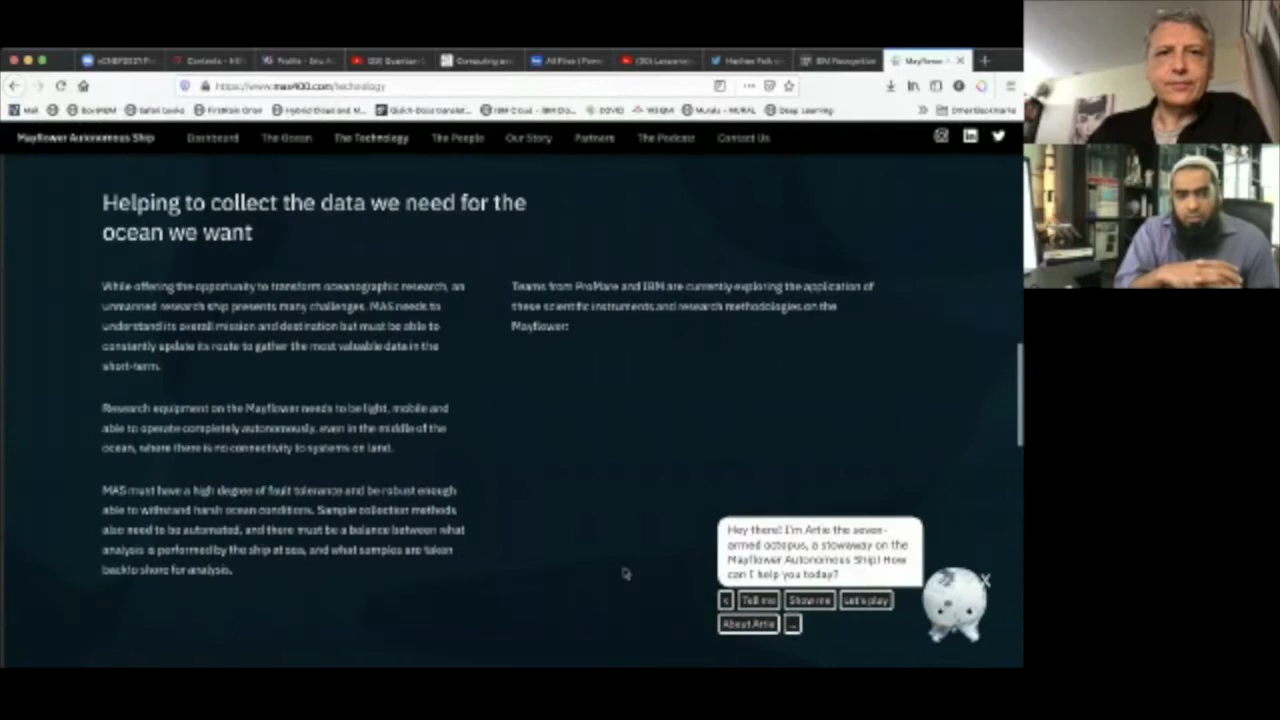 https://www.mas400.com/technology
Mayflower Autonomous Ship
Dashboard
The Ocean
The Technology
The People
Our Story
Partners
The Podcast
Contact Us
Helping to collect the data we need for the
ocean we want
While offering the opportunity to transform oceanographic research, an
unmanned research ship presents many challenges. MAS needs to
understand its overall mission and destination but must be able to
constantly update its route to gather the most valuable data in the
short-term.
Research equipment on the Mayflower needs to be light, mobile and
able to operate completely autonomously, even in the middle of the
ocean, where there is no connectivity to systems on land.
MAS must have a high degree of fault tolerance and be robust enough
able to withstand harsh ocean conditions. Sample collection methods
also need to be automated, and there must be a balance between what
analysis is performed by the ship at sea, and what samples are taken
back to shore for analysis.
Teams from ProMare and IBM are currently exploring the application of
these scientific instruments and research methodologies on the
Mayflower:
Hey there! I'm Artie the seven-
armed octopus, a stowaway on the
Mayflower Autonomous Ship! How
can I help you today?
< Tell me Show me Let's play
About Artie ...
X